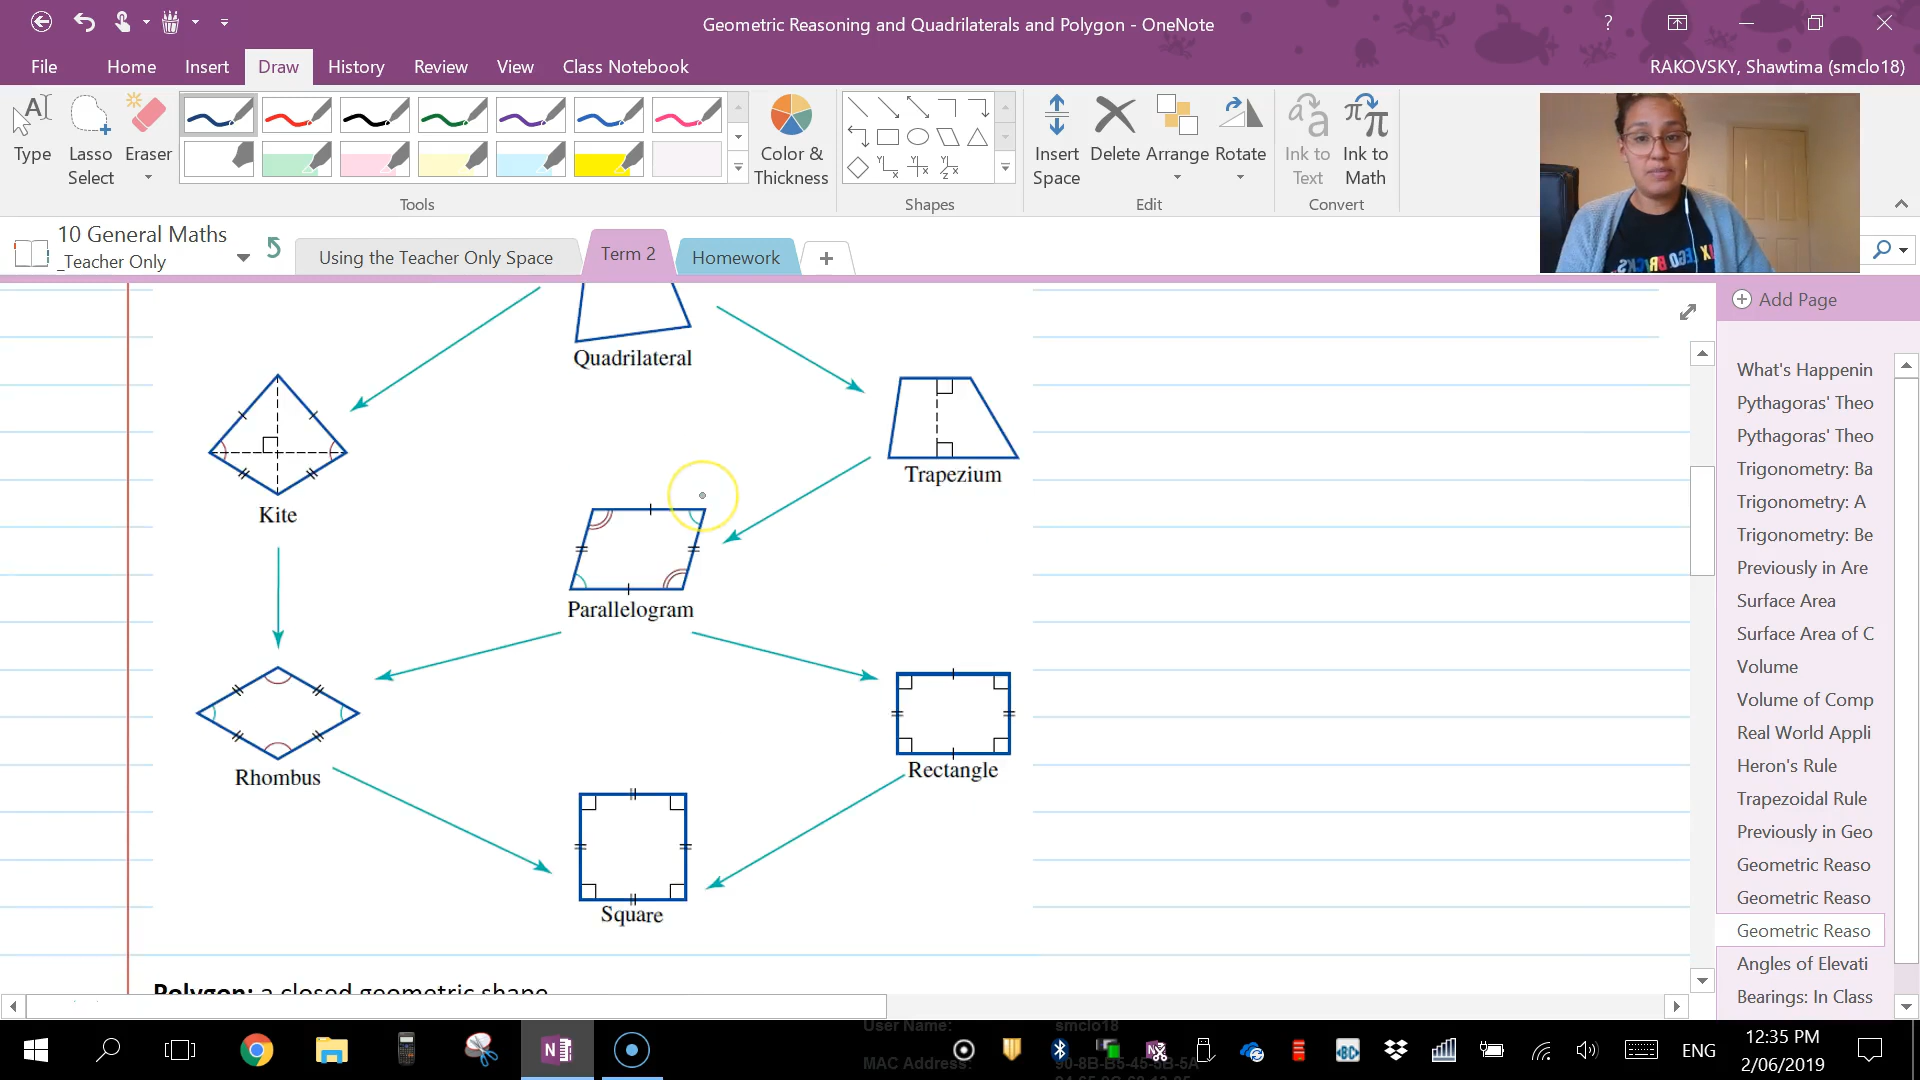 Geometric Reasoning and Quadrilaterals and Polygon - OneNote
?
File Home Insert Draw History Review View Class Notebook
RAKOVSKY, Shawtima (smclo18)
Type
Lasso Select
Eraser
Color & Thickness
Insert Space
Delete
Arrange
Rotate
Ink to Text
Ink to Math
Tools
Shapes
Edit
Convert
10 General Maths
_Teacher Only
Using the Teacher Only Space
Term 2
Homework
Add Page
Quadrilateral
Trapezium
Kite
Parallelogram
Rhombus
Rectangle
Square
Polygon: a closed geometric shape
What's Happenin
Pythagoras' Theo
Pythagoras' Theo
Trigonometry: Ba
Trigonometry: A
Trigonometry: Be
Previously in Are
Surface Area
Surface Area of C
Volume
Volume of Comp
Real World Appli
Heron's Rule
Trapezoidal Rule
Previously in Geo
Geometric Reaso
Geometric Reaso
Geometric Reaso
Angles of Elevati
Bearings: In Class
User Name: smclo18
MAC Address:
ENG
12:35 PM
2/06/2019